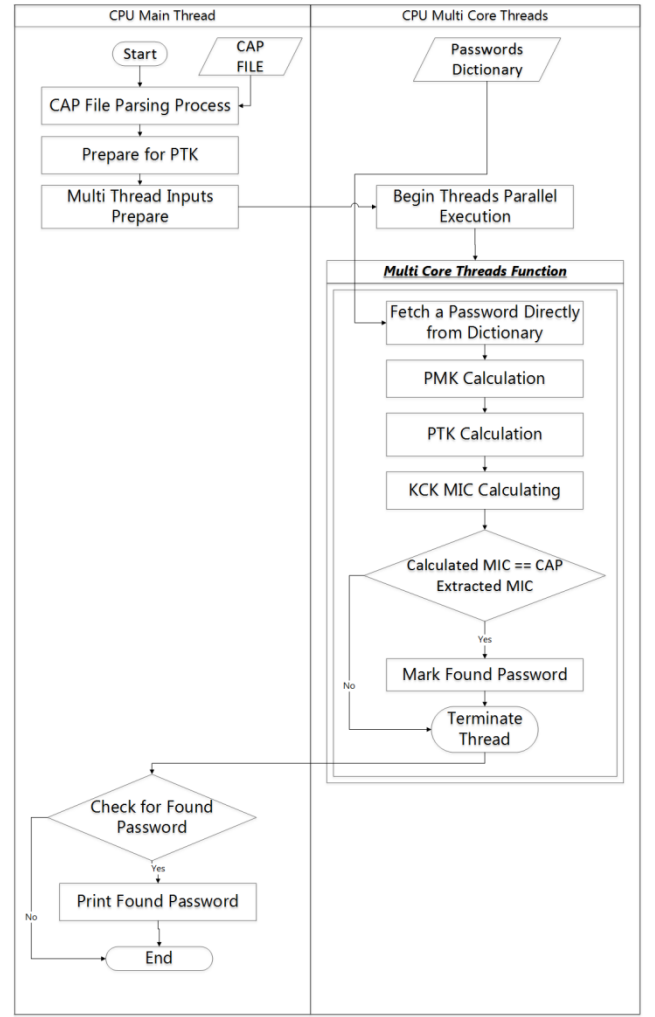 CPU Main Thread
CPU Multi Core Threads
Start
CAP
FILE
Passwords
Dictionary
CAP File Parsing Process
Prepare for PTK
Multi Thread Inputs
Prepare
Begin Threads Parallel
Execution
Multi Core Threads Function
Fetch a Password Directly
from Dictionary
PMK Calculation
PTK Calculation
KCK MIC Calculating
Calculated MIC == CAP
Extracted MIC
Yes
Mark Found Password
No
Terminate
Thread
Check for Found
Password
Yes
Print Found Password
No
End